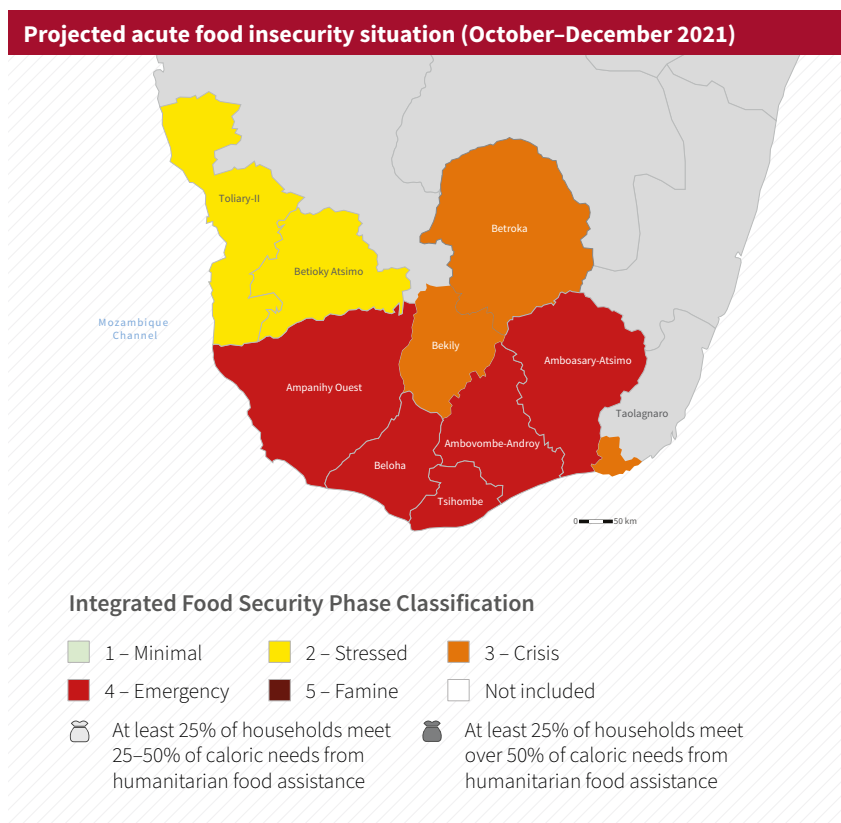 Projected acute food insecurity situation (October–December 2021)
Toliary-II
Betroka
Betioky Atsimo
Mozambique
Channel
Bekily
Amboasary-Atsimo
Ampanihy Ouest
Taolagnaro
Ambovombe-Androy
Beloha
Tsihombe
0 50 km
Integrated Food Security Phase Classification
1 – Minimal
2 – Stressed
3 – Crisis
4 – Emergency
5 – Famine
Not included
At least 25% of households meet
25–50% of caloric needs from
humanitarian food assistance
At least 25% of households meet
over 50% of caloric needs from
humanitarian food assistance